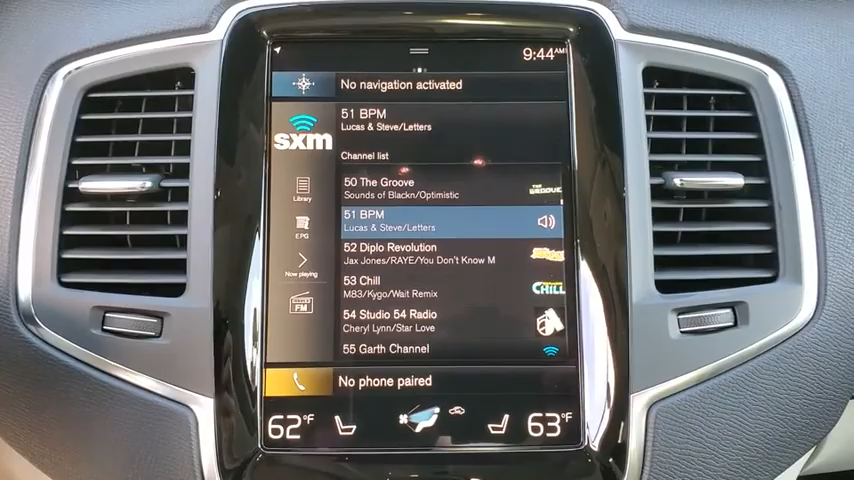 9:44 AM
No navigation activated
51 BPM
Lucas & Steve/Letters
sxm
Channel list
50 The Groove
Sounds of Blackn/Optimistic
THE GROOVE
Library
51 BPM
Lucas & Steve/Letters
EPG
52 Diplo Revolution
Jax Jones/RAYE/You Don't Know M
Now playing
53 Chill
M83/Kygo/Wait Remix
CHILL
FM
54 Studio 54 Radio
Cheryl Lynn/Star Love
55 Garth Channel
No phone paired
62°F
63°F